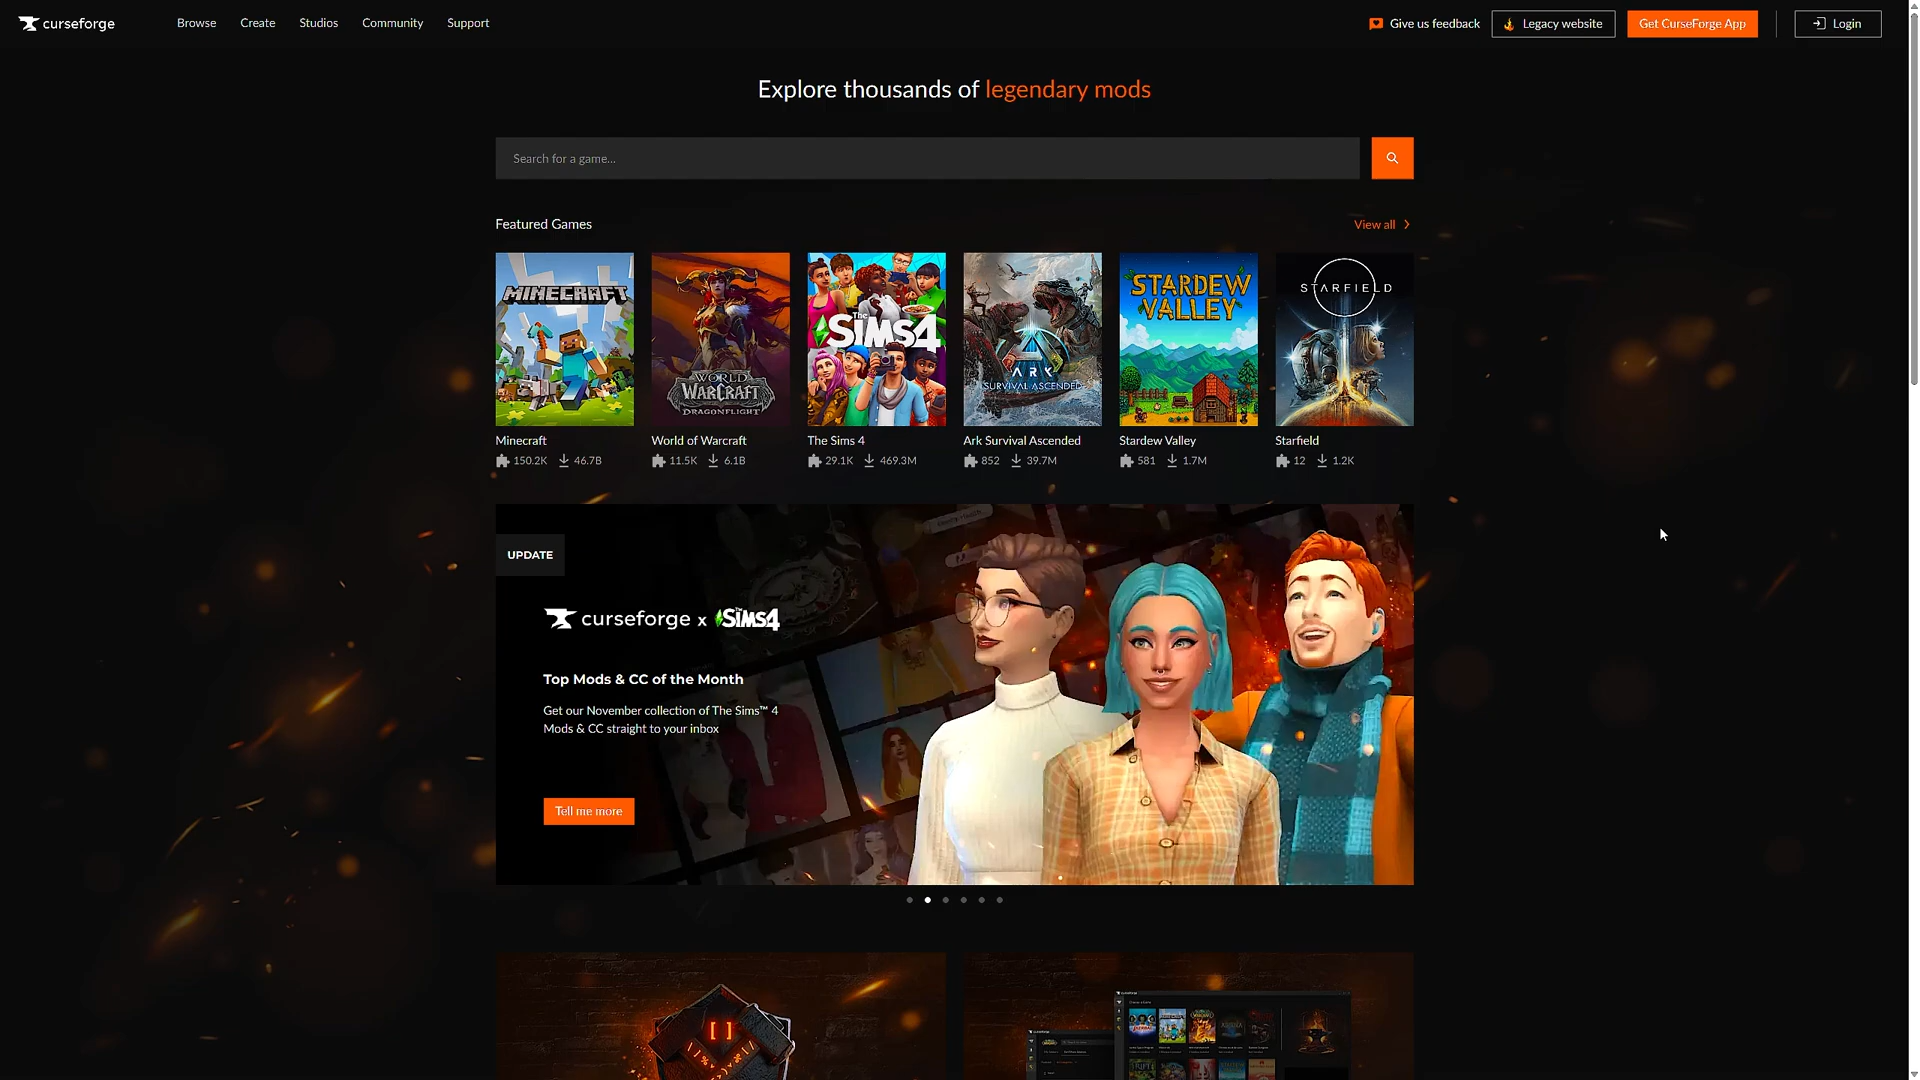 curseforge
Browse
Create
Studios
Community
Support
Give us feedback
Legacy website
Get CurseForge App
Login
Explore thousands of legendary mods
Search for a game...
Featured Games
View all
MINECRAFT
WORLD
WARCRAFT
DRAGONFLIGHT
The
SIMS4
ARK
SURVIVAL ASCENDED
STARDEW
VALLEY
STARFIELD
Minecraft
150.2K
46.7B
World of Warcraft
11.5K
6.1B
The Sims 4
29.1K
469.3M
Ark Survival Ascended
852
39.7M
Stardew Valley
581
1.7M
Starfield
12
1.2K
UPDATE
curseforge x The SIMS4
Top Mods & CC of the Month
Get our November collection of The Sims™ 4
Mods & CC straight to your inbox
Tell me more